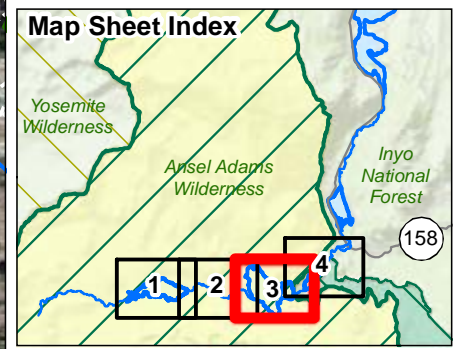 Map Sheet Index
Yosemite
Wilderness
Ansel Adams
Wilderness
Inyo
National
Forest
158
1
2
3
4